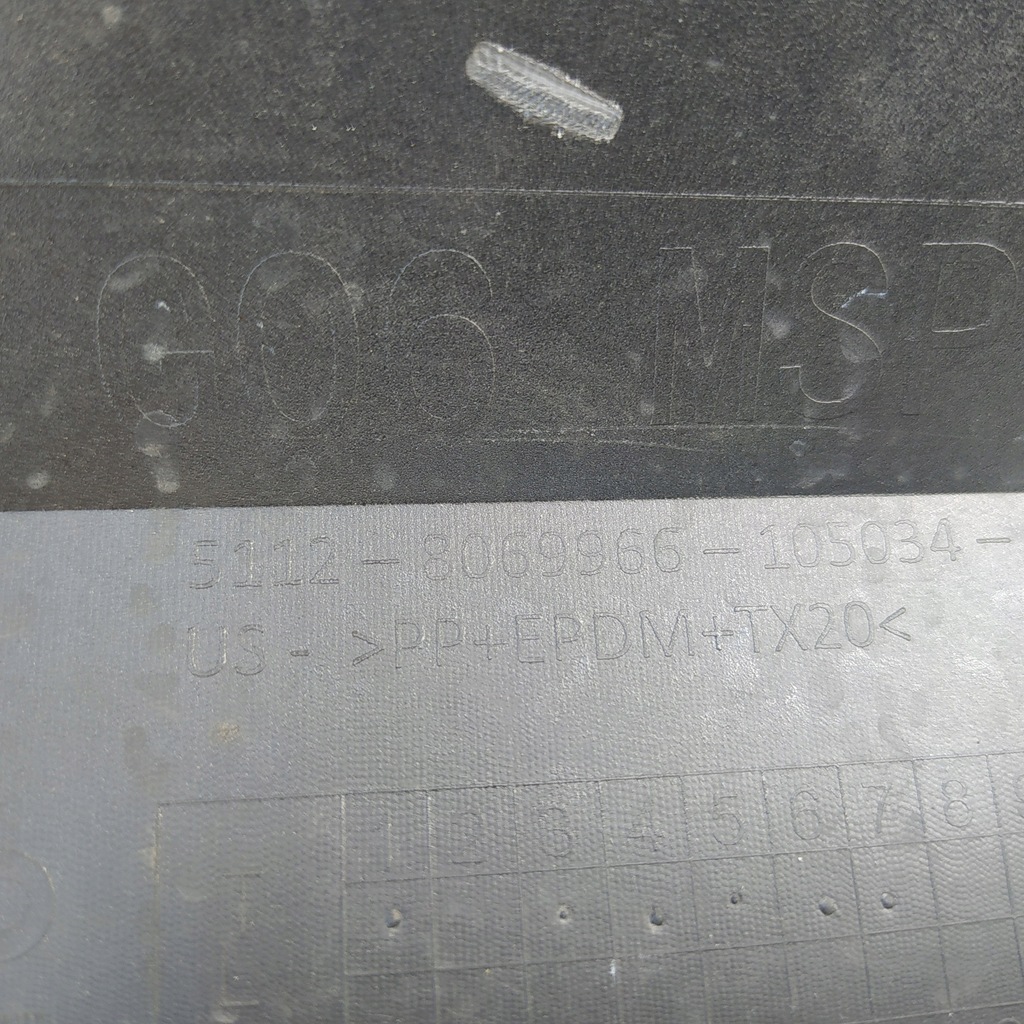 G06 MSP
5112-8069966-105034-
US- >PP+EPDM+TX20<
1 2 3 4 5 6 7 8